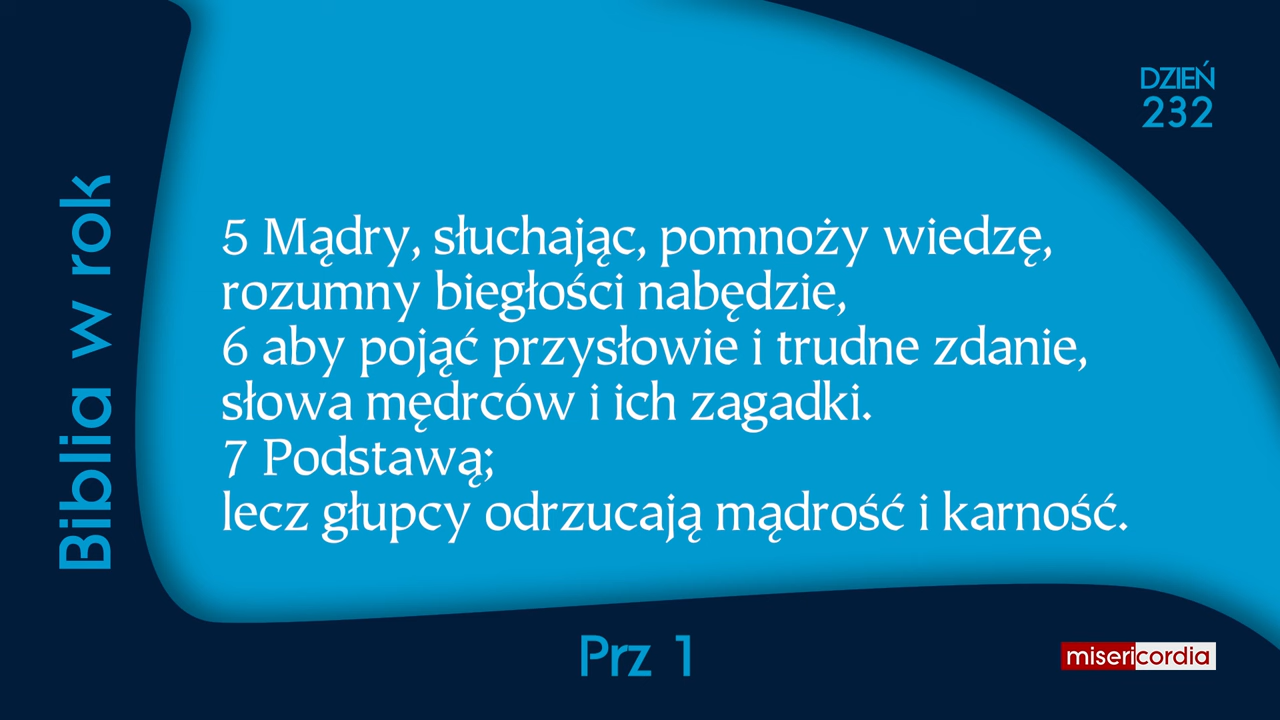 DZIEŃ
232
Biblia w rok
5 Mądry, słuchając, pomnoży wiedzę,
rozumny biegłości nabędzie,
6 aby pojąć przysłowie i trudne zdanie,
słowa mędrców i ich zagadki.
7 Podstawą;
lecz głupcy odrzucają mądrość i karność.
Prz 1
misericordia